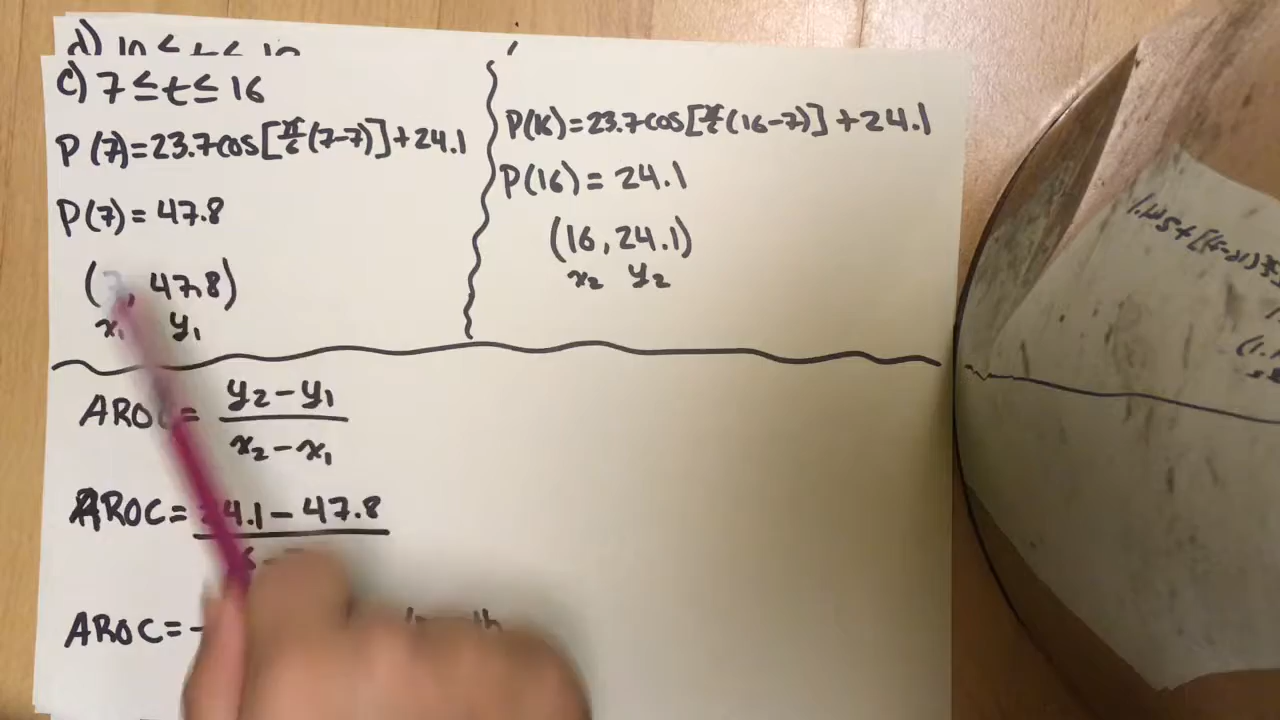 c) 7 ≤ t ≤ 16
P(7)=23.7cos[π/6(7-7)]+24.1
P(7)=47.8
(7, 47.8)
x₁ y₁
P(16)=23.7cos[π/6(16-7)]+24.1
P(16)=24.1
(16, 24.1)
x₂ y₂
AROC= y₂-y₁ / x₂-x₁
AROC= 4.1-47.8
AROC=-